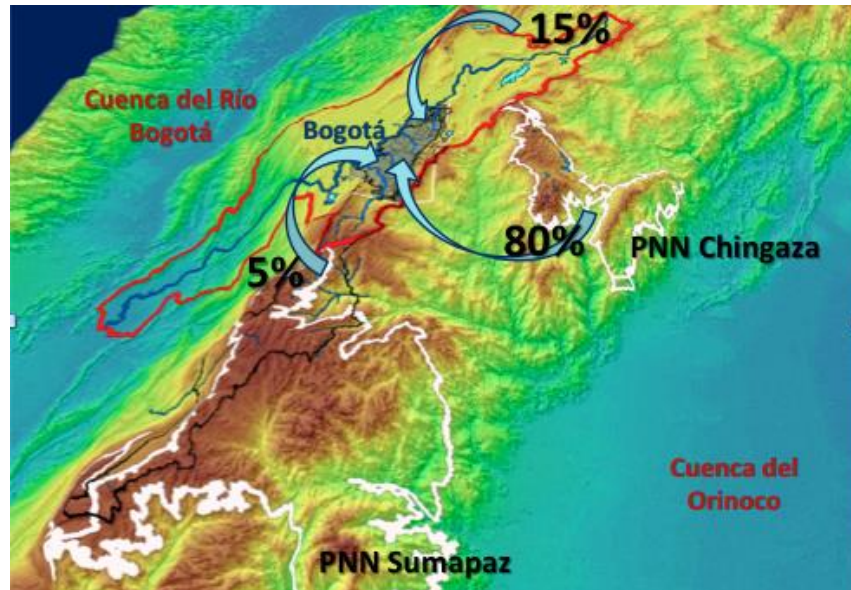 15%
Cuenca del Río
Bogotá
Bogotá
80%
PNN Chingaza
5%
Cuenca del
Orinoco
PNN Sumapaz